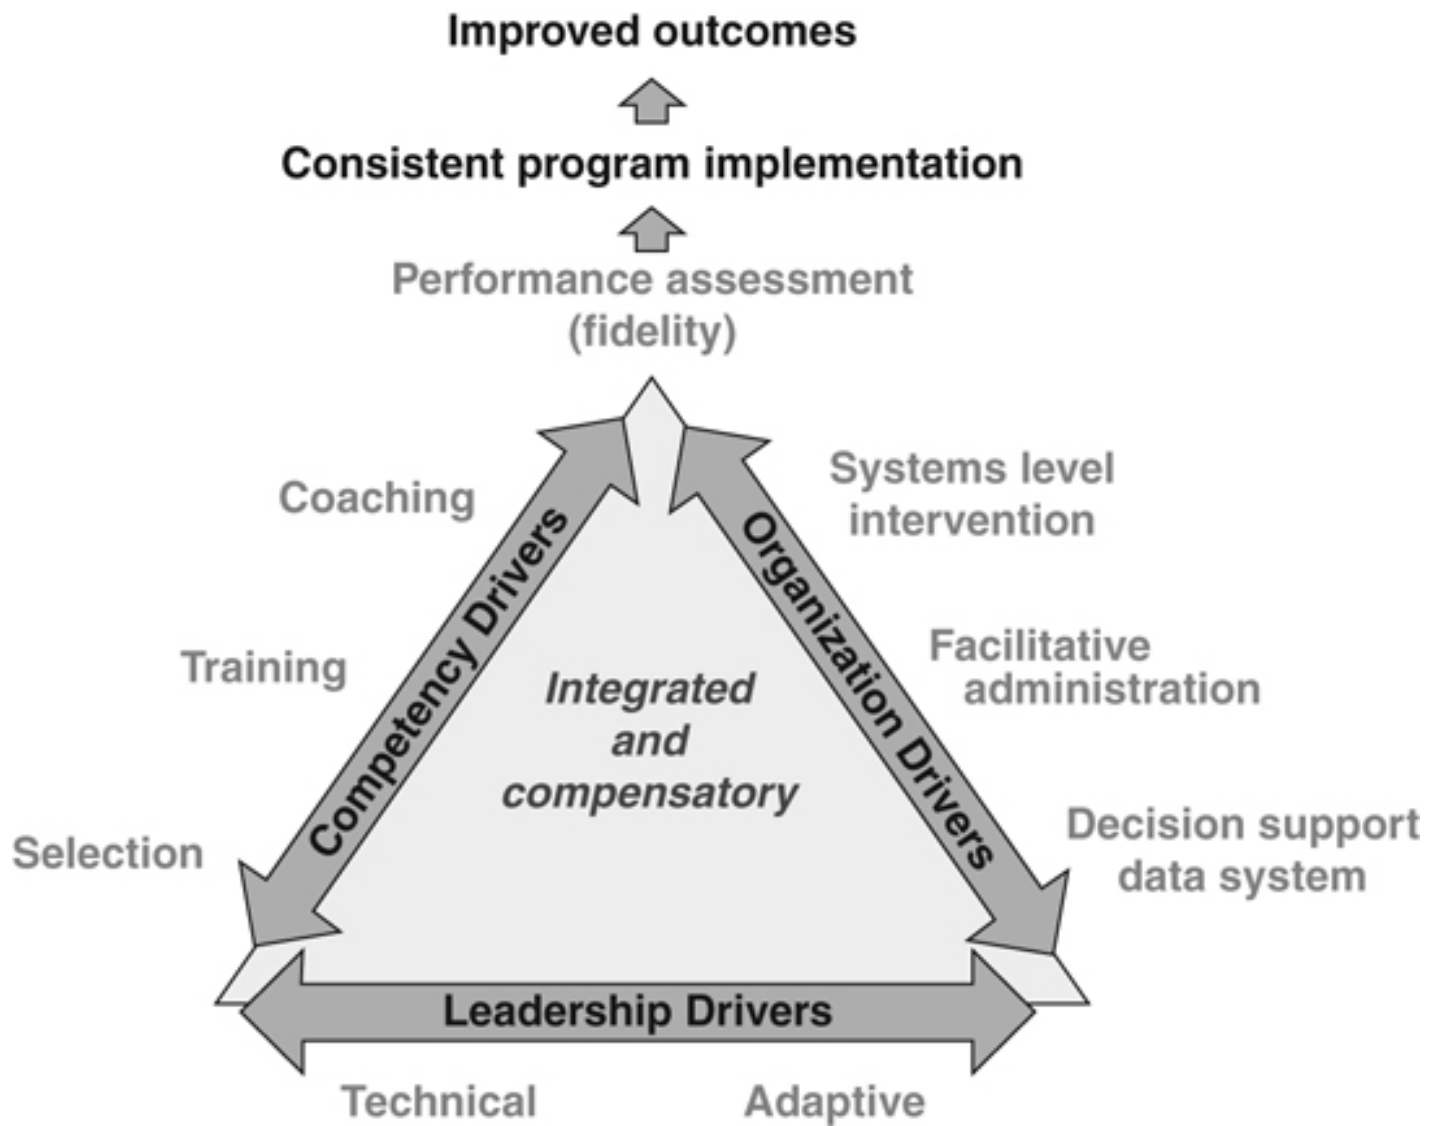 Improved outcomes
Consistent program implementation
Performance assessment
(fidelity)
Coaching
Systems level
intervention
Competency Drivers
Organization Drivers
Training
Facilitative
administration
Integrated
and
compensatory
Selection
Decision support
data system
Leadership Drivers
Technical
Adaptive